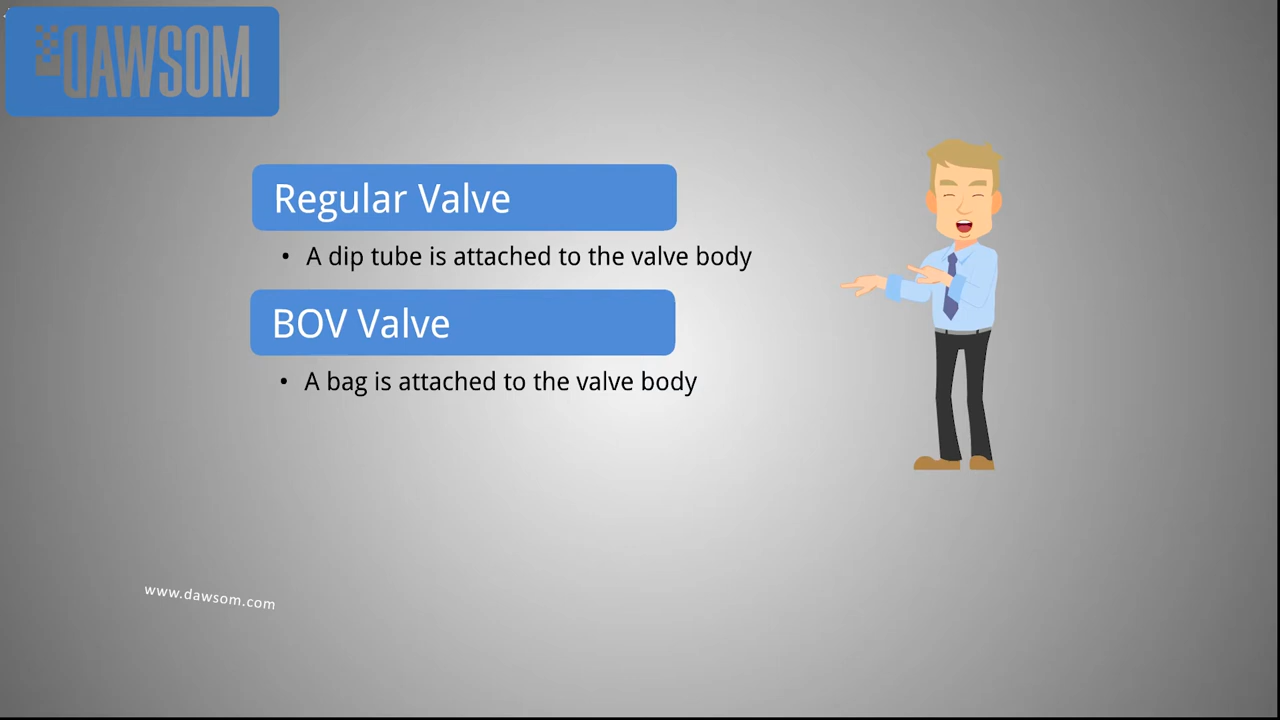 DAWSOM
Regular Valve
• A dip tube is attached to the valve body
BOV Valve
• A bag is attached to the valve body
www.dawsom.com